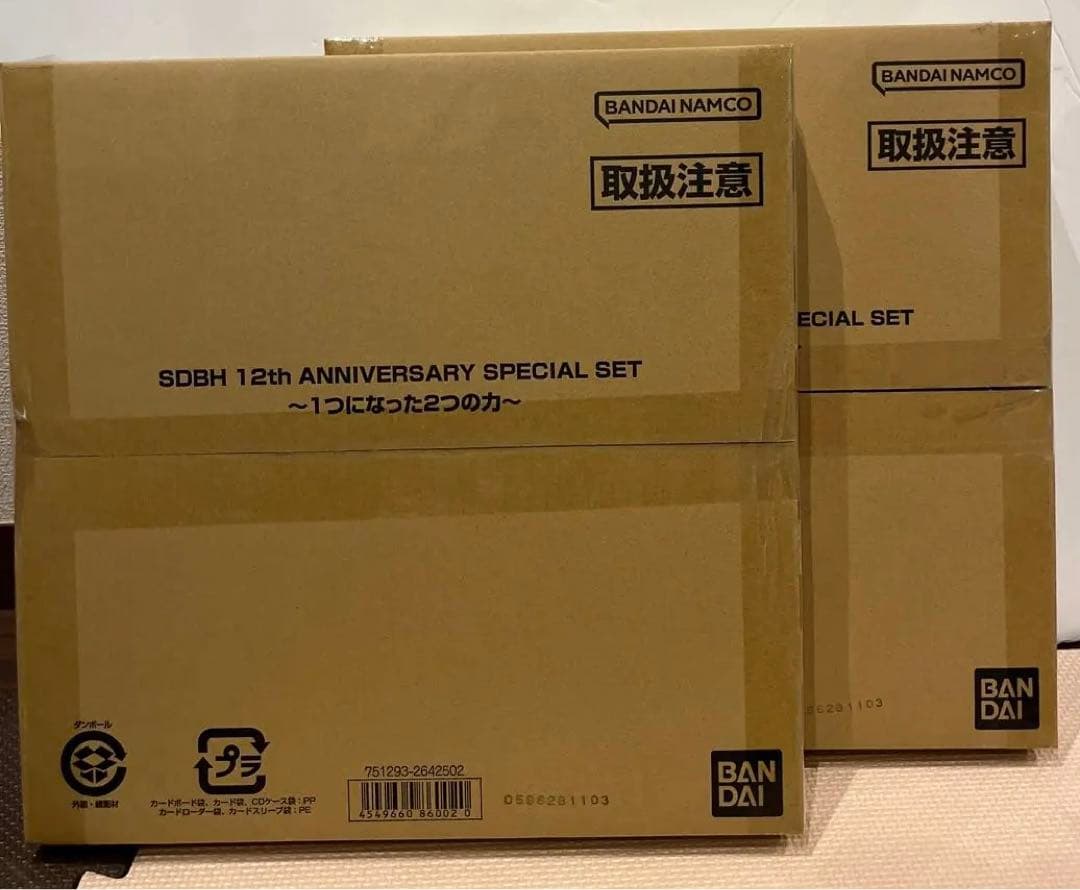 BANDAI NAMCO
取扱注意
SDBH 12th ANNIVERSARY SPECIAL SET
〜1つになった2つの力〜
ダンボール
外箱・緩衝材
プラ
カードボード袋、カード袋、CDケース袋：PP
カードローダー袋、カードスリーブ袋：PE
751293-2642502
4549660 86002 0
0596281103
BAN
DAI
BANDAI NAMCO
取扱注意
ECIAL SET
96281103
BAN
DAI